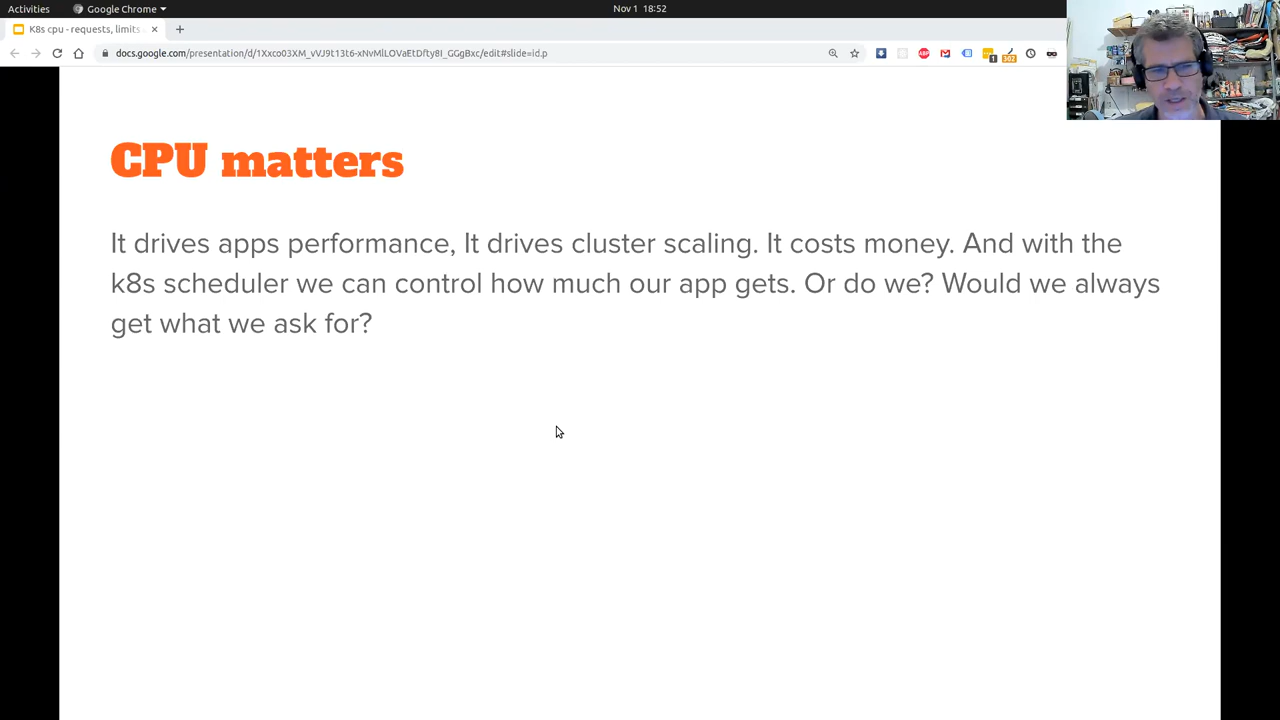 Activities
Google Chrome
Nov 1 18:52
K8s cpu - requests, limits
docs.google.com/presentation/d/1Xxco03XM_vVJ9t13t6-xNvMlLOVaEtDfty8I_GGgBxc/edit#slide=id.p
ABP
1
302
CPU matters
It drives apps performance, It drives cluster scaling. It costs money. And with the
k8s scheduler we can control how much our app gets. Or do we? Would we always
get what we ask for?